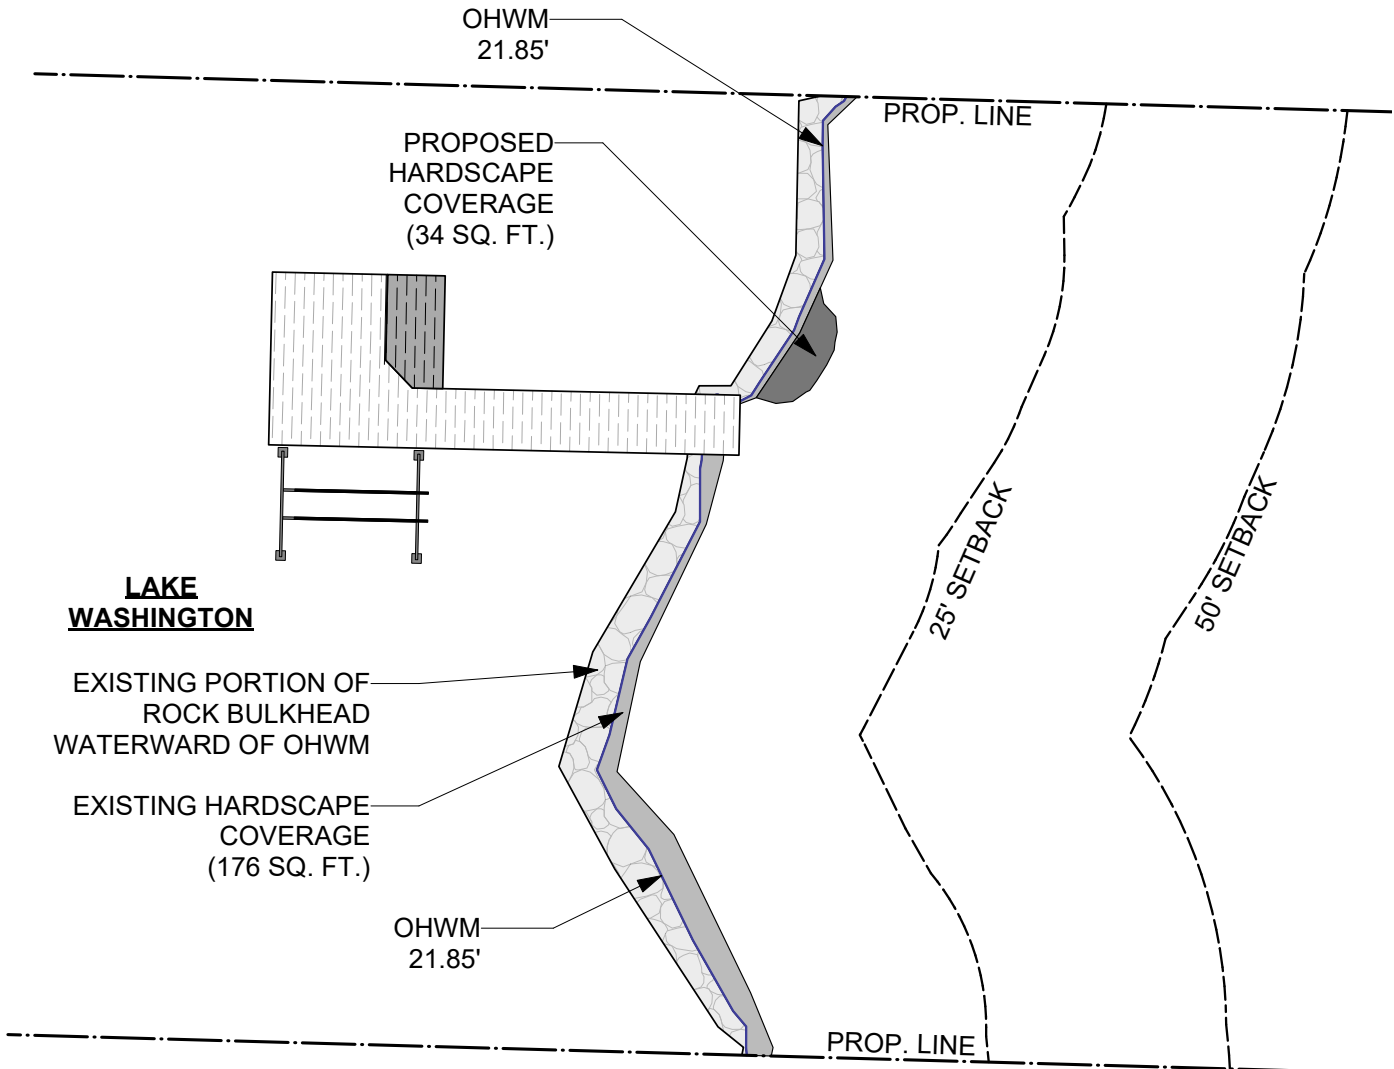 OHWM
21.85'
PROP. LINE
PROPOSED
HARDSCAPE
COVERAGE
(34 SQ. FT.)
25' SETBACK
50' SETBACK
LAKE
WASHINGTON
EXISTING PORTION OF
ROCK BULKHEAD
WATERWARD OF OHWM
EXISTING HARDSCAPE
COVERAGE
(176 SQ. FT.)
OHWM
21.85'
PROP. LINE